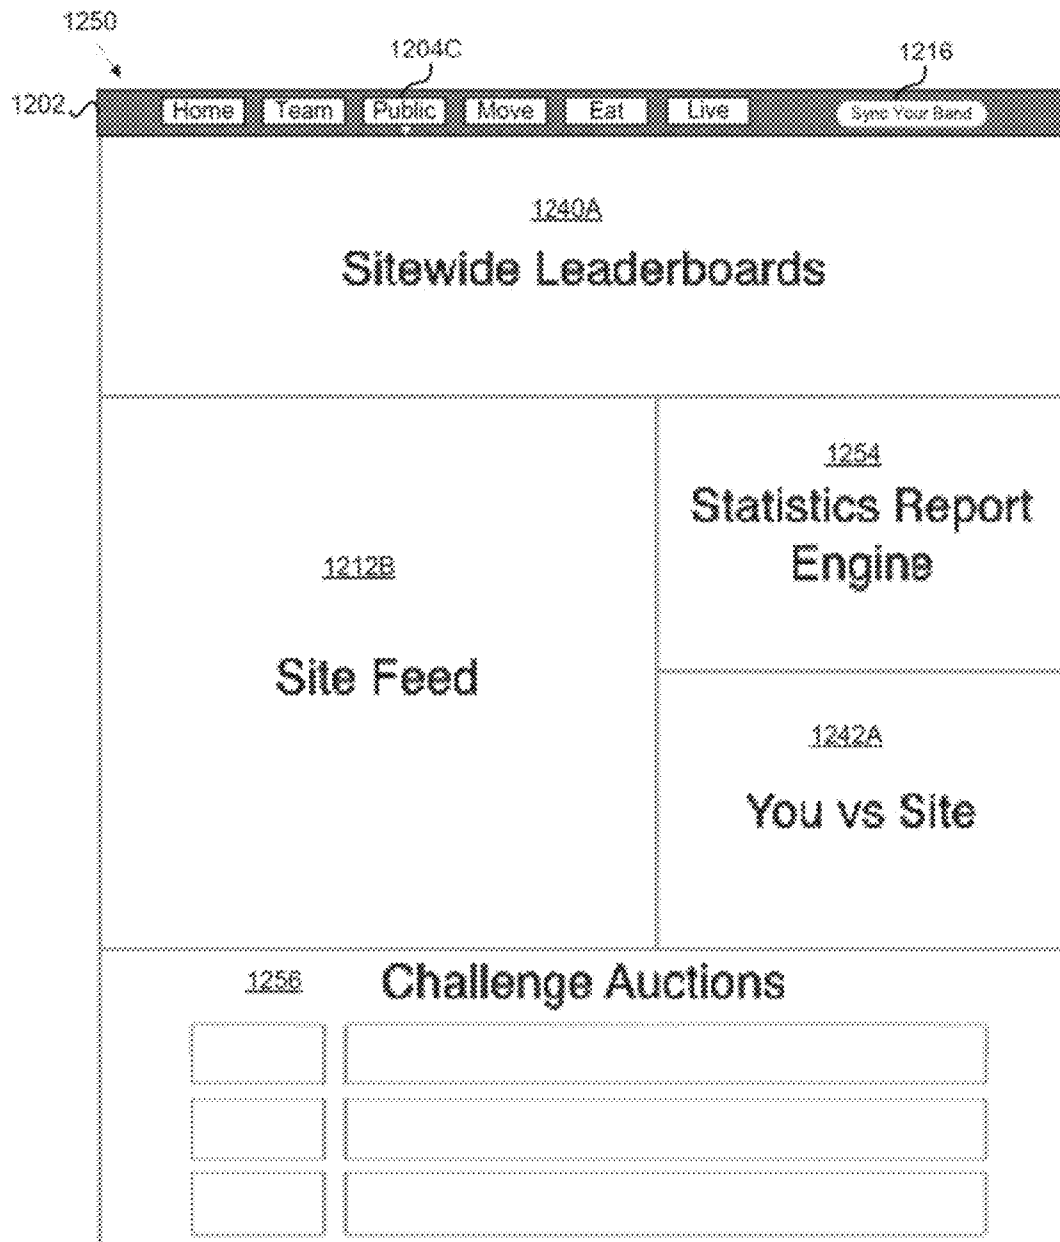 1250
1204C
1216
1202
Home Team Public Move Eat Live Sync Your Band
1240A
Sitewide Leaderboards
1254
Statistics Report
Engine
1212B
Site Feed
1242A
You vs Site
1256 Challenge Auctions